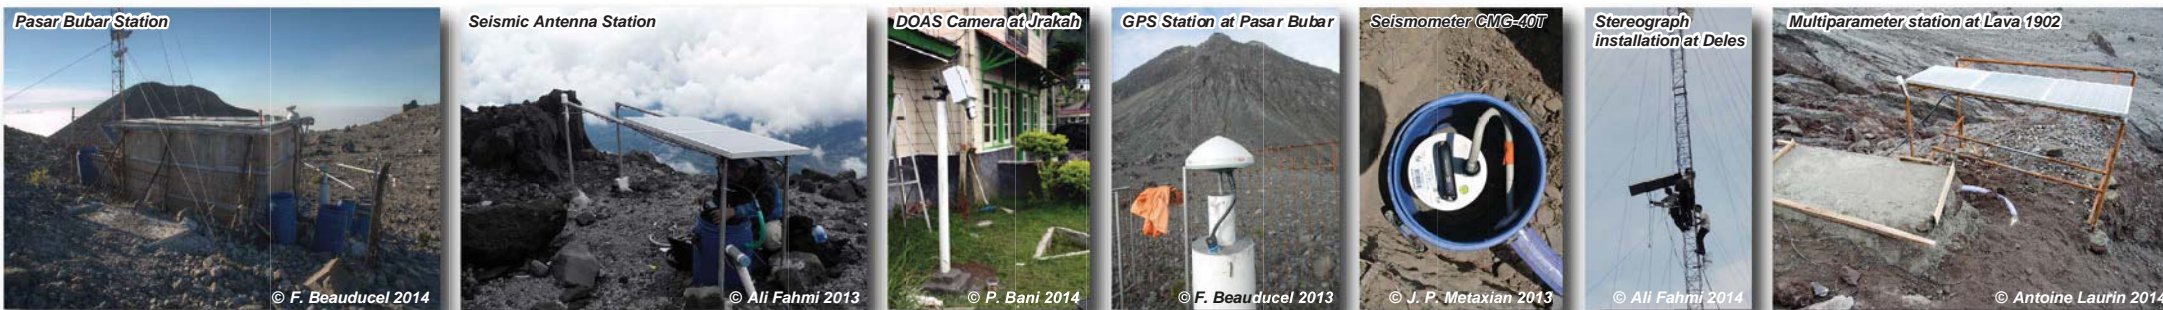 Pasar Bubar Station
© F. Beauducel 2014
Seismic Antenna Station
© Ali Fahmi 2013
DOAS Camera at Jrakah
© P. Bani 2014
GPS Station at Pasar Bubar
© F. Beauducel 2013
Seismometer CMG-40T
© J. P. Metaxian 2013
Stereograph
installation at Deles
© Ali Fahmi 2014
Multiparameter station at Lava 1902
© Antoine Laurin 2014